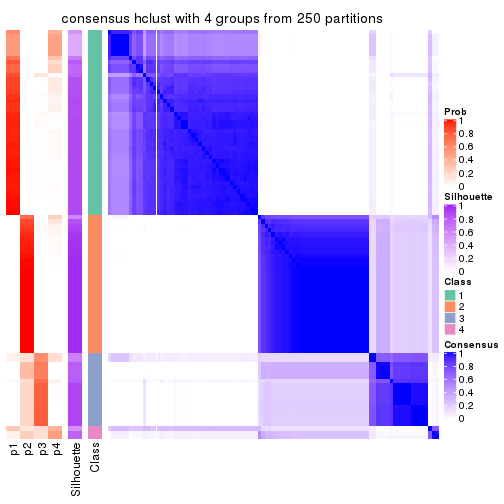 consensus hclust with 4 groups from 250 partitions
Prob
1
0.8
0.6
0.4
0.2
0
Silhouette
1
0.8
0.6
0.4
0.2
0
Class
1
2
3
4
Consensus
1
0.8
0.6
0.4
0.2
0
p1
p2
p3
p4
Silhouette
Class